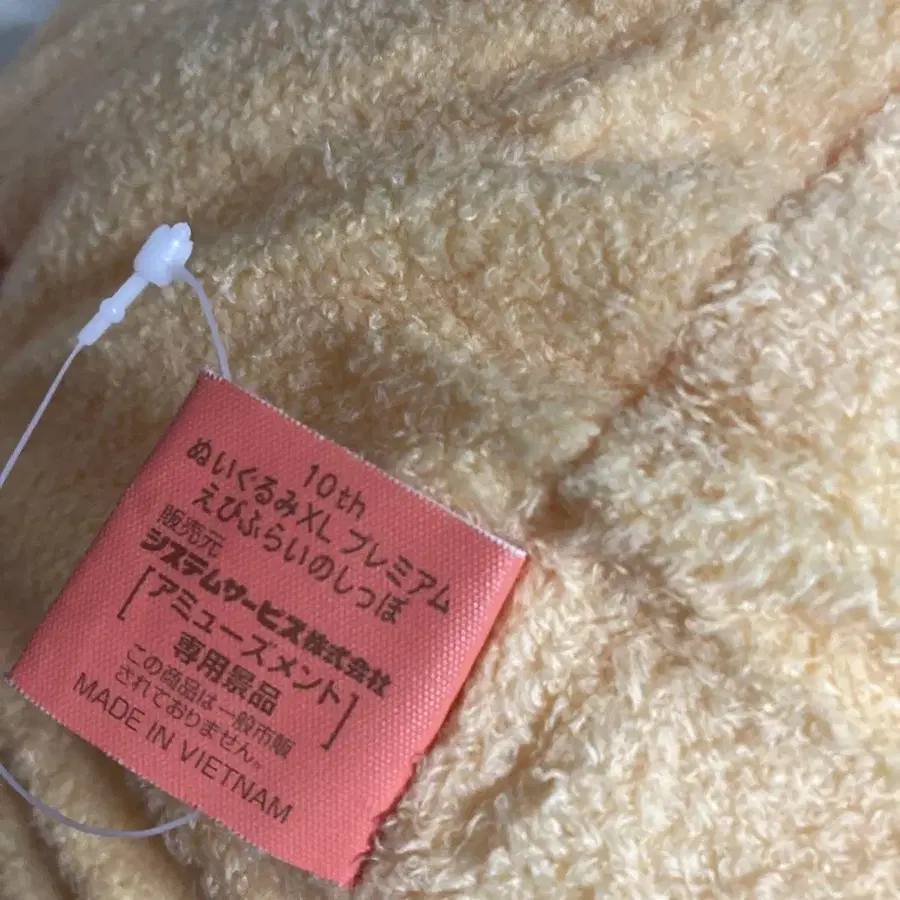 10th
ぬいぐるみXL プレミアム
えびふらいのしっぽ
販売元
システムサービス株式会社
[アミューズメント
専用景品]
この商品は一般市販
されておりません。
MADE IN VIETNAM